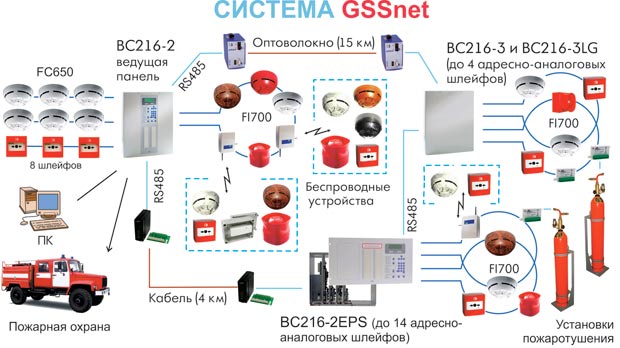 СИСТЕМА GSSnet
BC216-2
ведущая
панель
RS485
Оптоволокно (15 км)
BC216-3 и BC216-3LG
(до 4 адресно-аналоговых
шлейфов)
FC650
FI700
FI700
8 шлейфов
RS485
Беспроводные
устройства
RS485
ПК
FI700
Кабель (4 км)
Пожарная охрана
BC216-2EPS (до 14 адресно-
аналоговых шлейфов)
Установки
пожаротушения